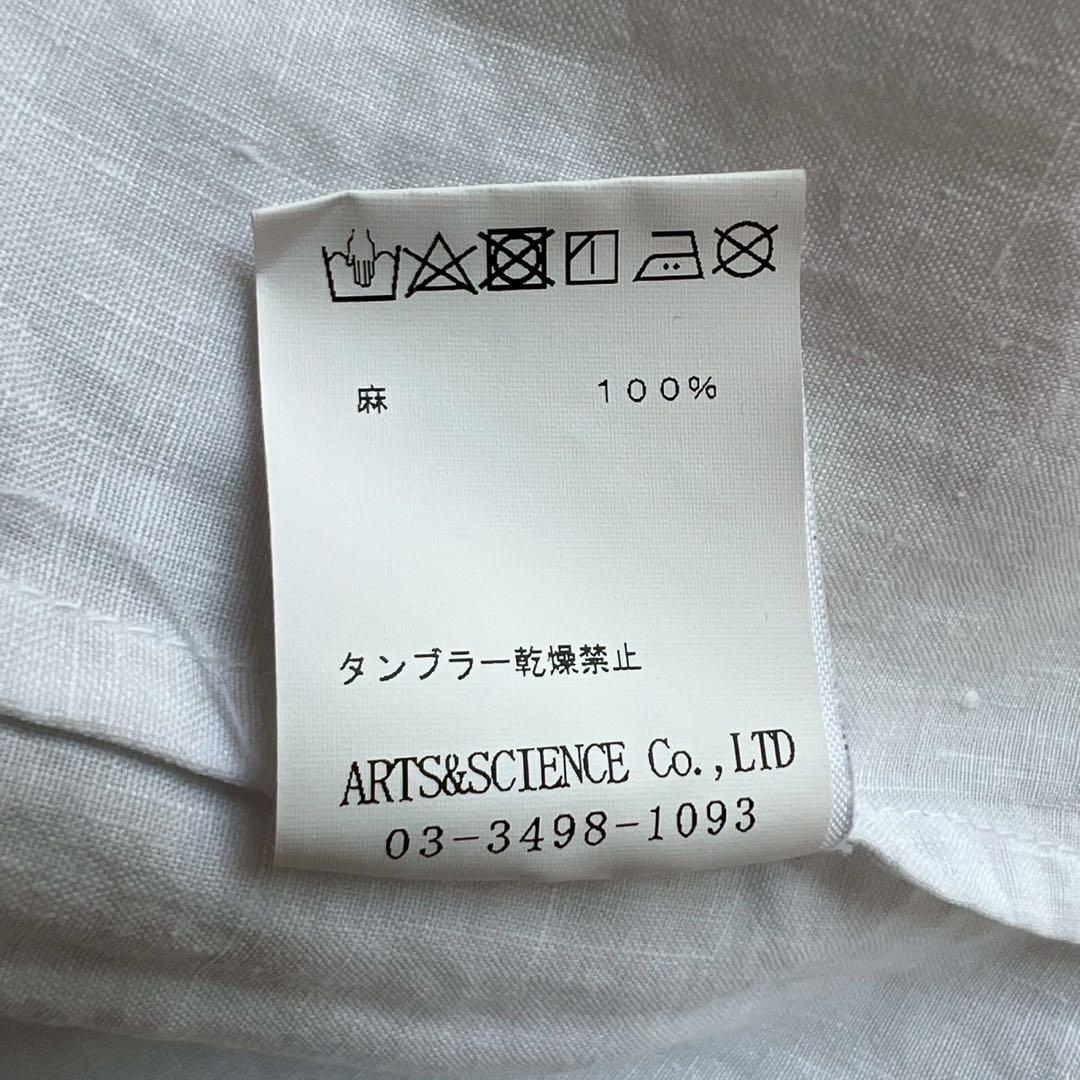 麻 １００％
タンブラー乾燥禁止
ARTS&SCIENCE Co.,LTD
03-3498-1093